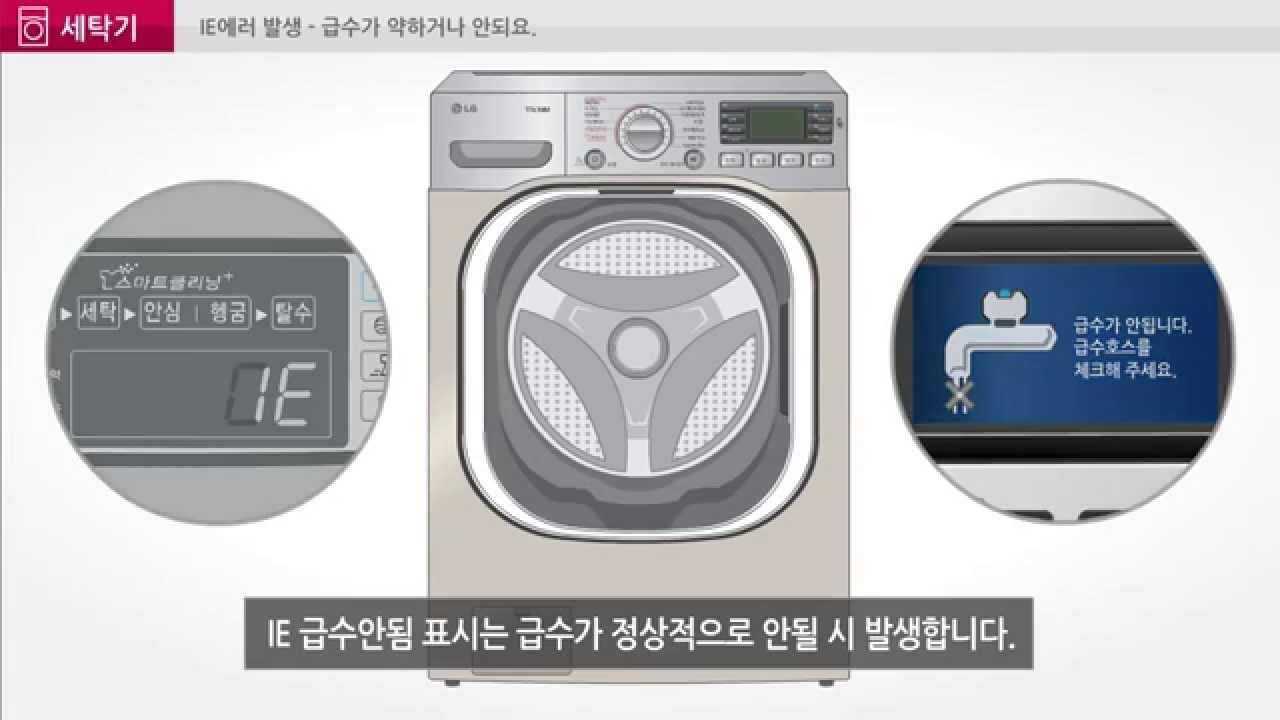 세탁기
IE에러 발생 - 급수가 약하거나 안되요.
LG
스마트클리닝+
▶세탁▶안심 | 헹굼▶탈수
IE
급수가 안됩니다.
급수호스를
체크해 주세요.
IE 급수안됨 표시는 급수가 정상적으로 안될 시 발생합니다.